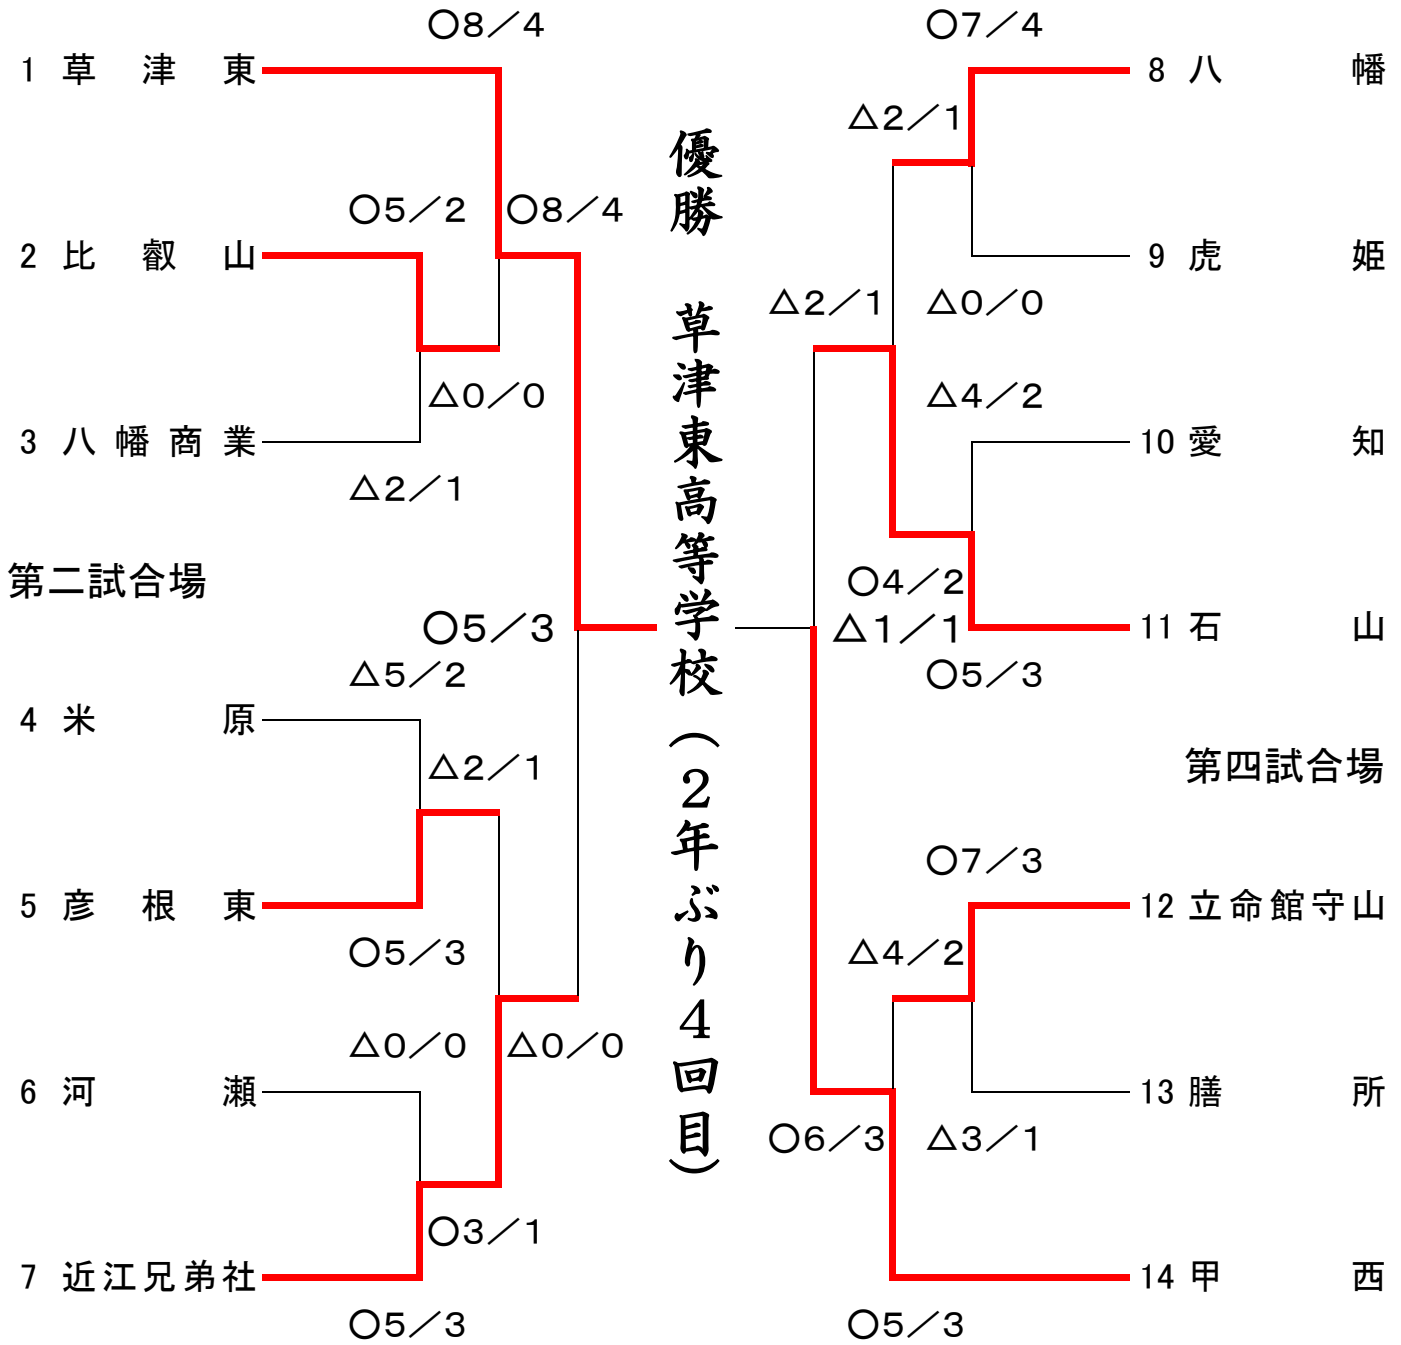 ○8／4
1 草津東
○5／2
○8／4
2 比叡山
△0／0
3 八幡商業
△2／1
第二試合場
○5／3
△5／2
4 米原
△2／1
5 彦根東
○5／3
△0／0
△0／0
6 河瀬
○3／1
7 近江兄弟社
○5／3
優勝　草津東高等学校（２年ぶり４回目）
○7／4
8 八幡
△2／1
9 虎姫
△2／1
△0／0
△4／2
10 愛知
○4／2
△1／1
11 石山
○5／3
第四試合場
○7／3
12 立命館守山
△4／2
13 膳所
○6／3
△3／1
14 甲西
○5／3